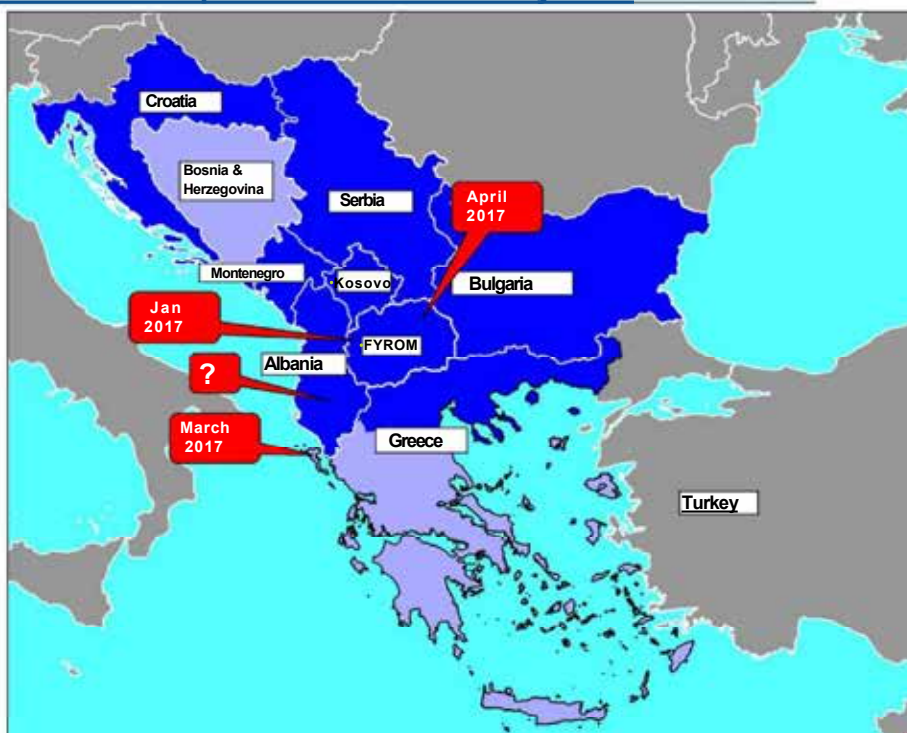 Croatia
Bosnia &
Herzegovina
Serbia
April
2017
Montenegro
Kosovo
Bulgaria
Jan
2017
FYROM
Albania
?
March
2017
Greece
Turkey